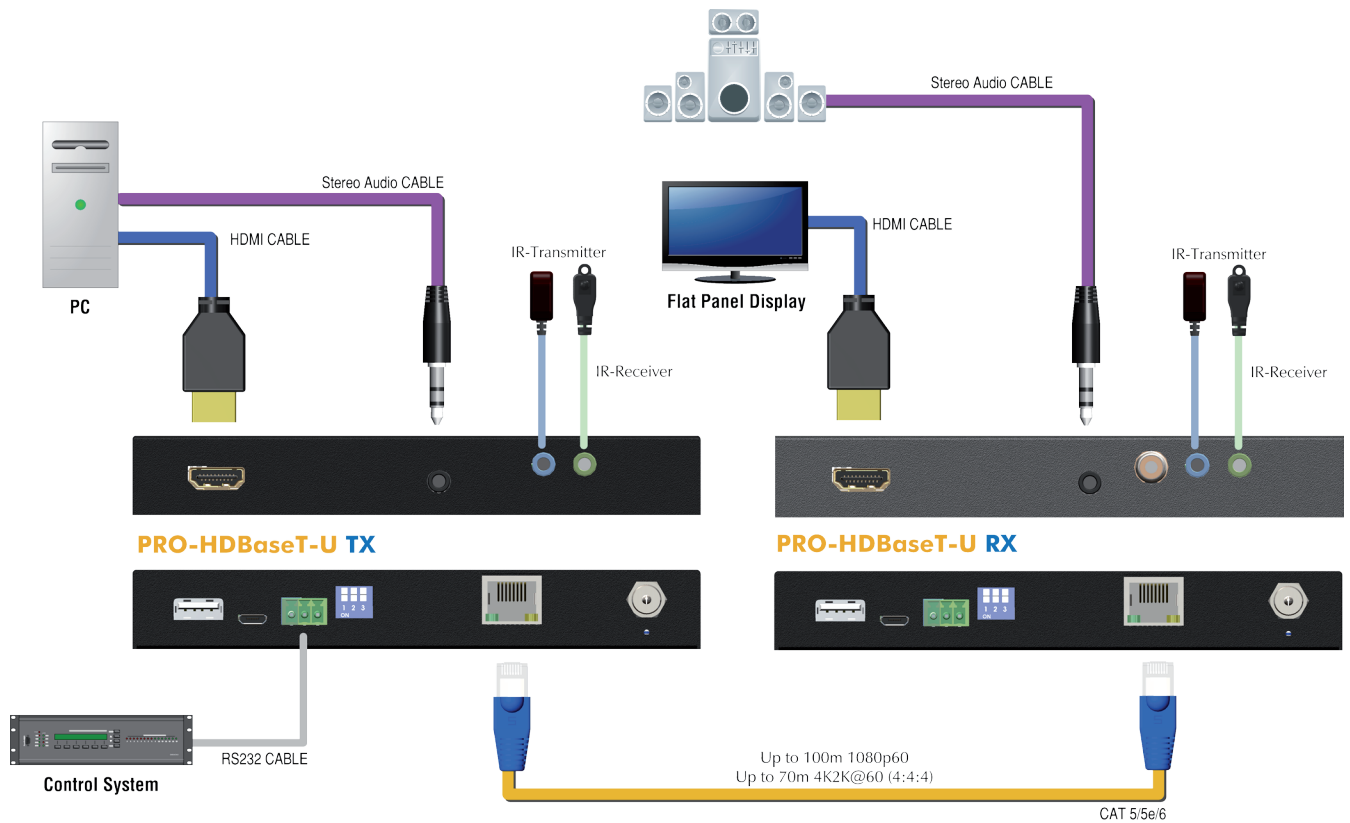 Stereo Audio CABLE
Stereo Audio CABLE
HDMI CABLE
HDMI CABLE
IR-Transmitter
IR-Transmitter
PC
Flat Panel Display
IR-Receiver
IR-Receiver
PRO-HDBaseT-U TX
PRO-HDBaseT-U RX
1 2 3
ON
1 2 3
ON
RS232 CABLE
Control System
Up to 100m 1080p60
Up to 70m 4K2K@60 (4:4:4)
CAT 5/5e/6